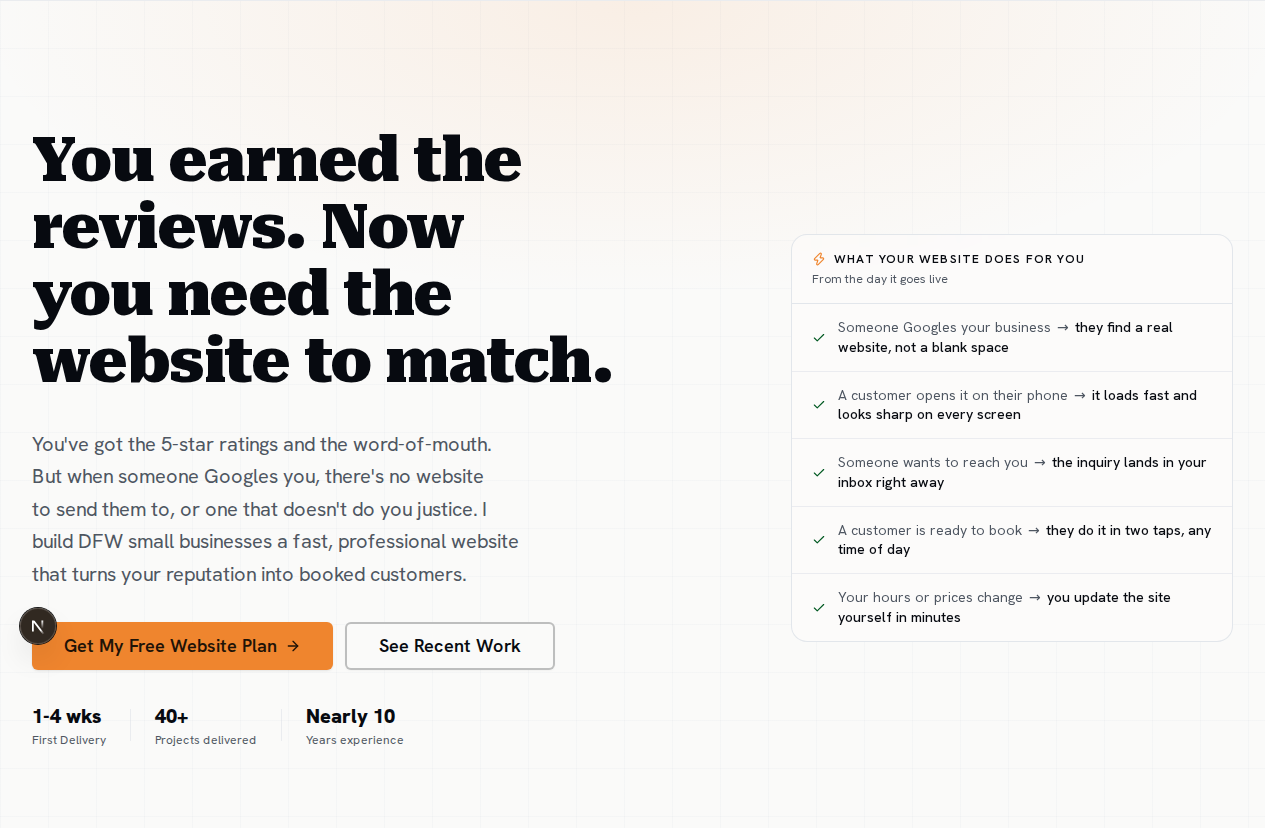 You earned the
reviews. Now
you need the
website to match.
You've got the 5-star ratings and the word-of-mouth.
But when someone Googles you, there's no website
to send them to, or one that doesn't do you justice. I
build DFW small businesses a fast, professional website
that turns your reputation into booked customers.
N
Get My Free Website Plan →
See Recent Work
1-4 wks
First Delivery
40+
Projects delivered
Nearly 10
Years experience
WHAT YOUR WEBSITE DOES FOR YOU
From the day it goes live
Someone Googles your business → they find a real
website, not a blank space
A customer opens it on their phone → it loads fast and
looks sharp on every screen
Someone wants to reach you → the inquiry lands in your
inbox right away
A customer is ready to book → they do it in two taps, any
time of day
Your hours or prices change → you update the site
yourself in minutes